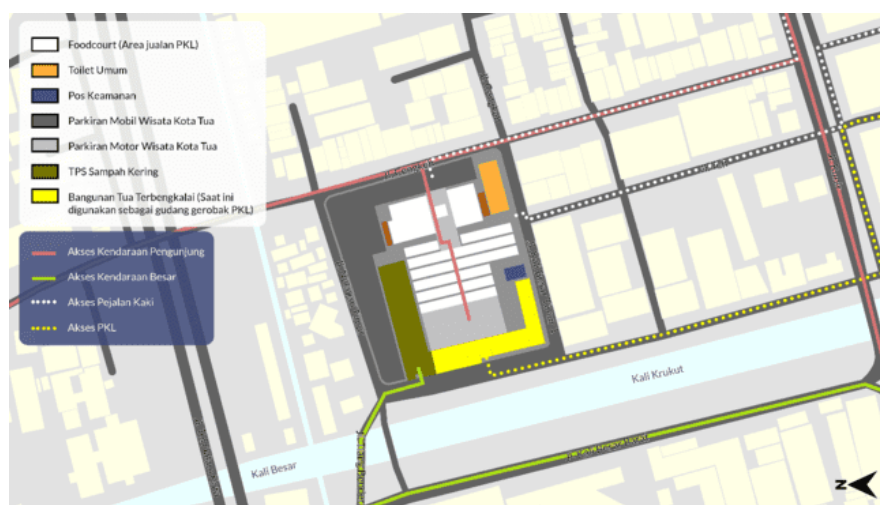 Foodcourt (Area jualan PKL)
Toilet Umum
Pos Keamanan
Parkiran Mobil Wisata Kota Tua
Parkiran Motor Wisata Kota Tua
TPS Sampah Kering
Bangunan Tua Terbengkalai (Saat ini
digunakan sebagai gudang gerobak PKL)
Akses Kendaraan Pengunjung
Akses Kendaraan Besar
Akses Pejalan Kaki
Akses PKL
Kali Krukut
Kali Besar
N